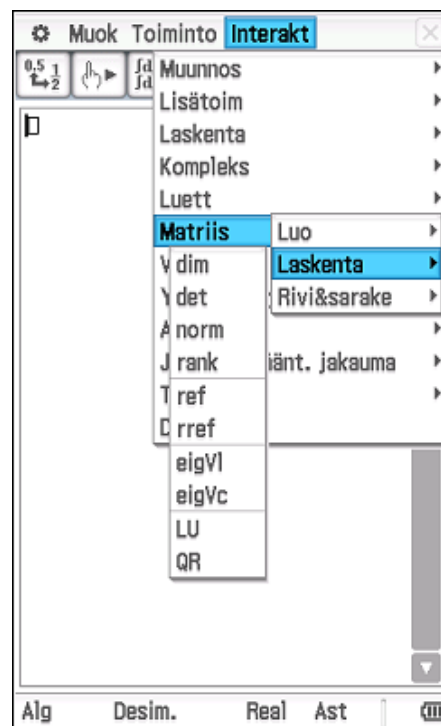 Muok Toiminto Interakt
0,5 1 2 ∫d ∫d
Muunnos
Lisätoim
Laskenta
Kompleks
Luett
Matriis
Luo
Laskenta
Rivi&sarake
V
Y
A
J änt. jakauma
T
D
dim
det
norm
rank
ref
rref
eigVl
eigVc
LU
QR
Alg Desim. Real Ast